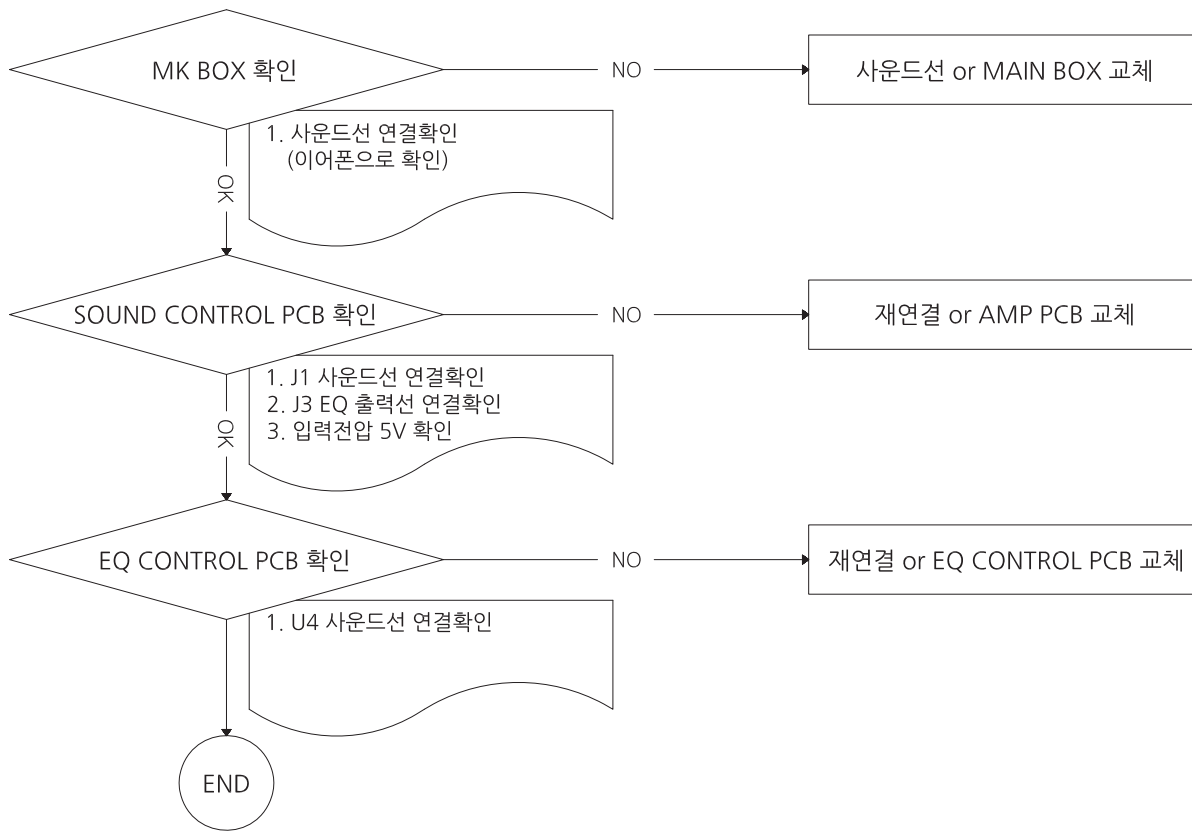 MK BOX 확인
NO
사운드선 or MAIN BOX 교체
1. 사운드선 연결확인
(이어폰으로 확인)
OK
SOUND CONTROL PCB 확인
NO
재연결 or AMP PCB 교체
1. J1 사운드선 연결확인
2. J3 EQ 출력선 연결확인
3. 입력전압 5V 확인
OK
EQ CONTROL PCB 확인
NO
재연결 or EQ CONTROL PCB 교체
1. U4 사운드선 연결확인
END